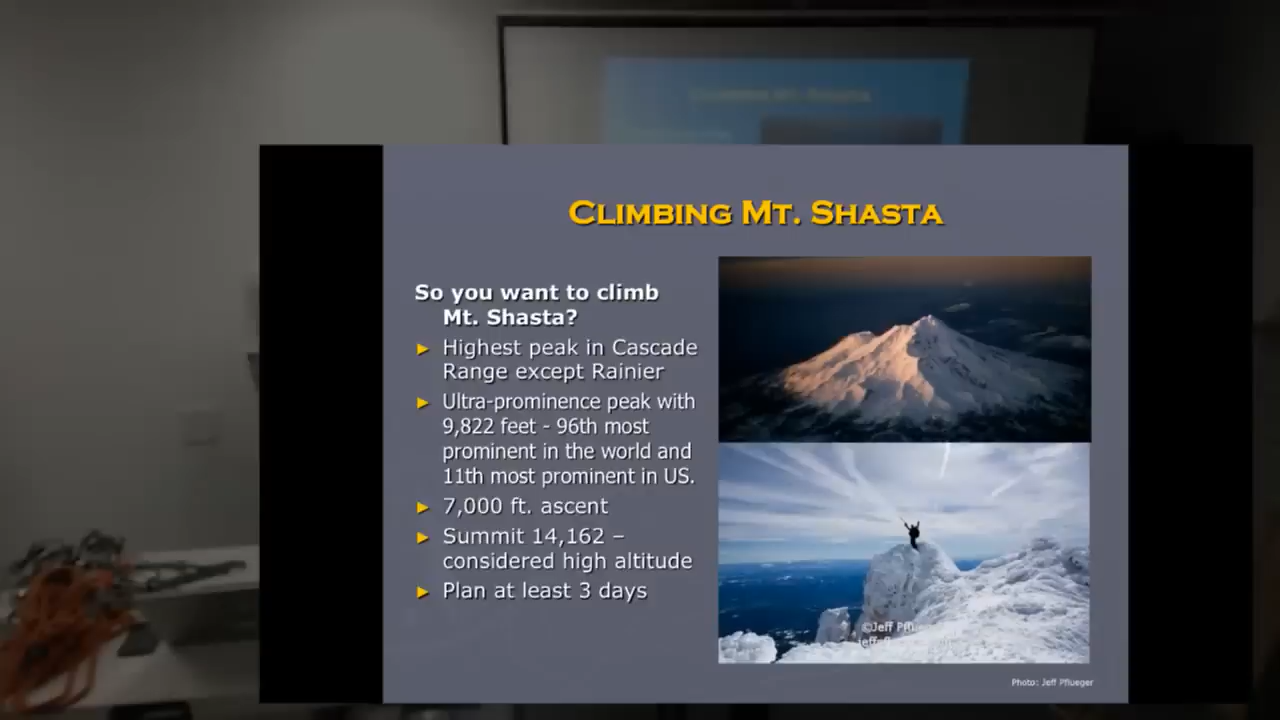 CLIMBING MT. SHASTA
So you want to climb
Mt. Shasta?
► Highest peak in Cascade
Range except Rainier
► Ultra-prominence peak with
9,822 feet - 96th most
prominent in the world and
11th most prominent in US.
► 7,000 ft. ascent
► Summit 14,162 –
considered high altitude
► Plan at least 3 days
©Jeff
Photo: Jeff Pflueger